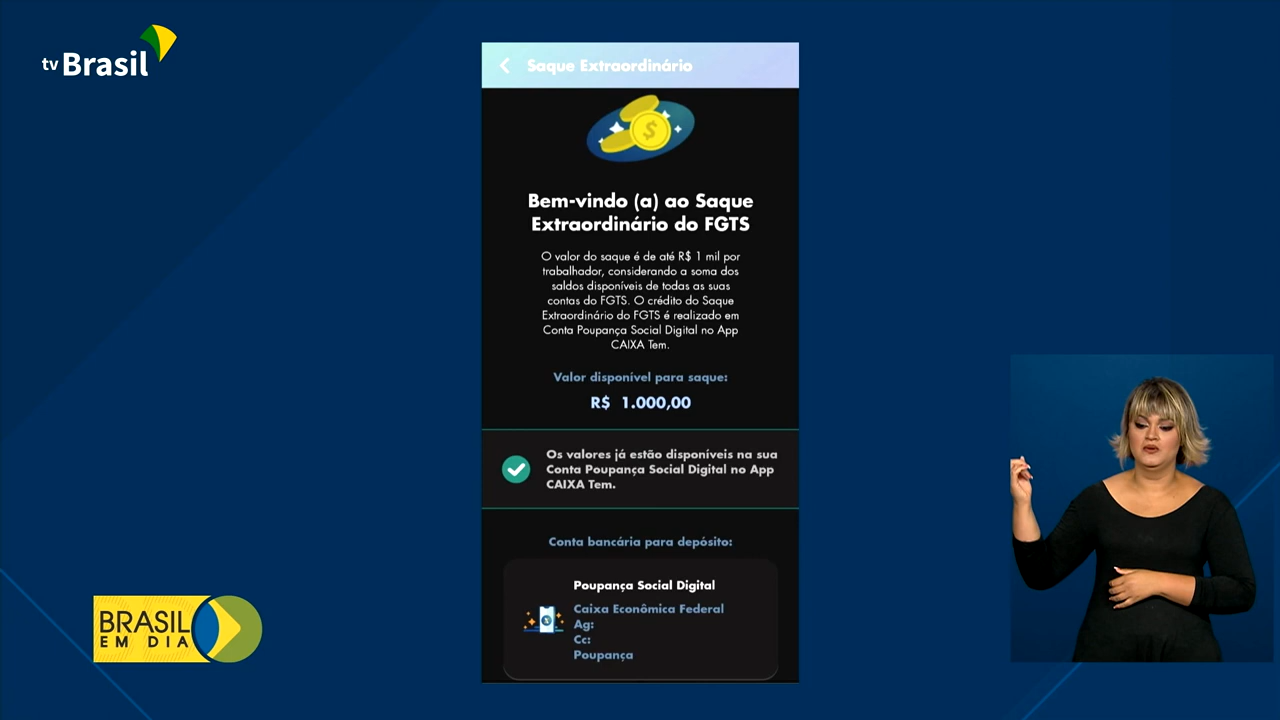 tv Brasil
Saque Extraordinário
Bem-vindo (a) ao Saque
Extraordinário do FGTS
O valor do saque é de até R$ 1 mil por
trabalhador, considerando a soma dos
saldos disponíveis de todas as suas
contas do FGTS. O crédito do Saque
Extraordinário do FGTS é realizado em
Conta Poupança Social Digital no App
CAIXA Tem.
Valor disponível para saque:
R$ 1.000,00
Os valores já estão disponíveis na sua
Conta Poupança Social Digital no App
CAIXA Tem.
Conta bancária para depósito:
Poupança Social Digital
Caixa Econômica Federal
Ag:
Cc:
Poupança
BRASIL
EM DIA